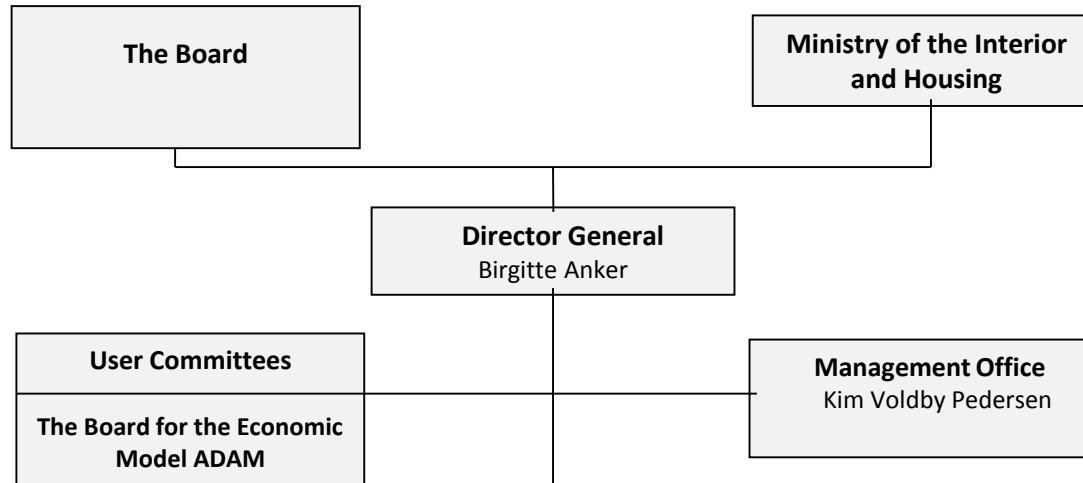 The Board
Ministry of the Interior
and Housing
Director General
Birgitte Anker
User Committees
The Board for the Economic
Model ADAM
Management Office
Kim Voldby Pedersen